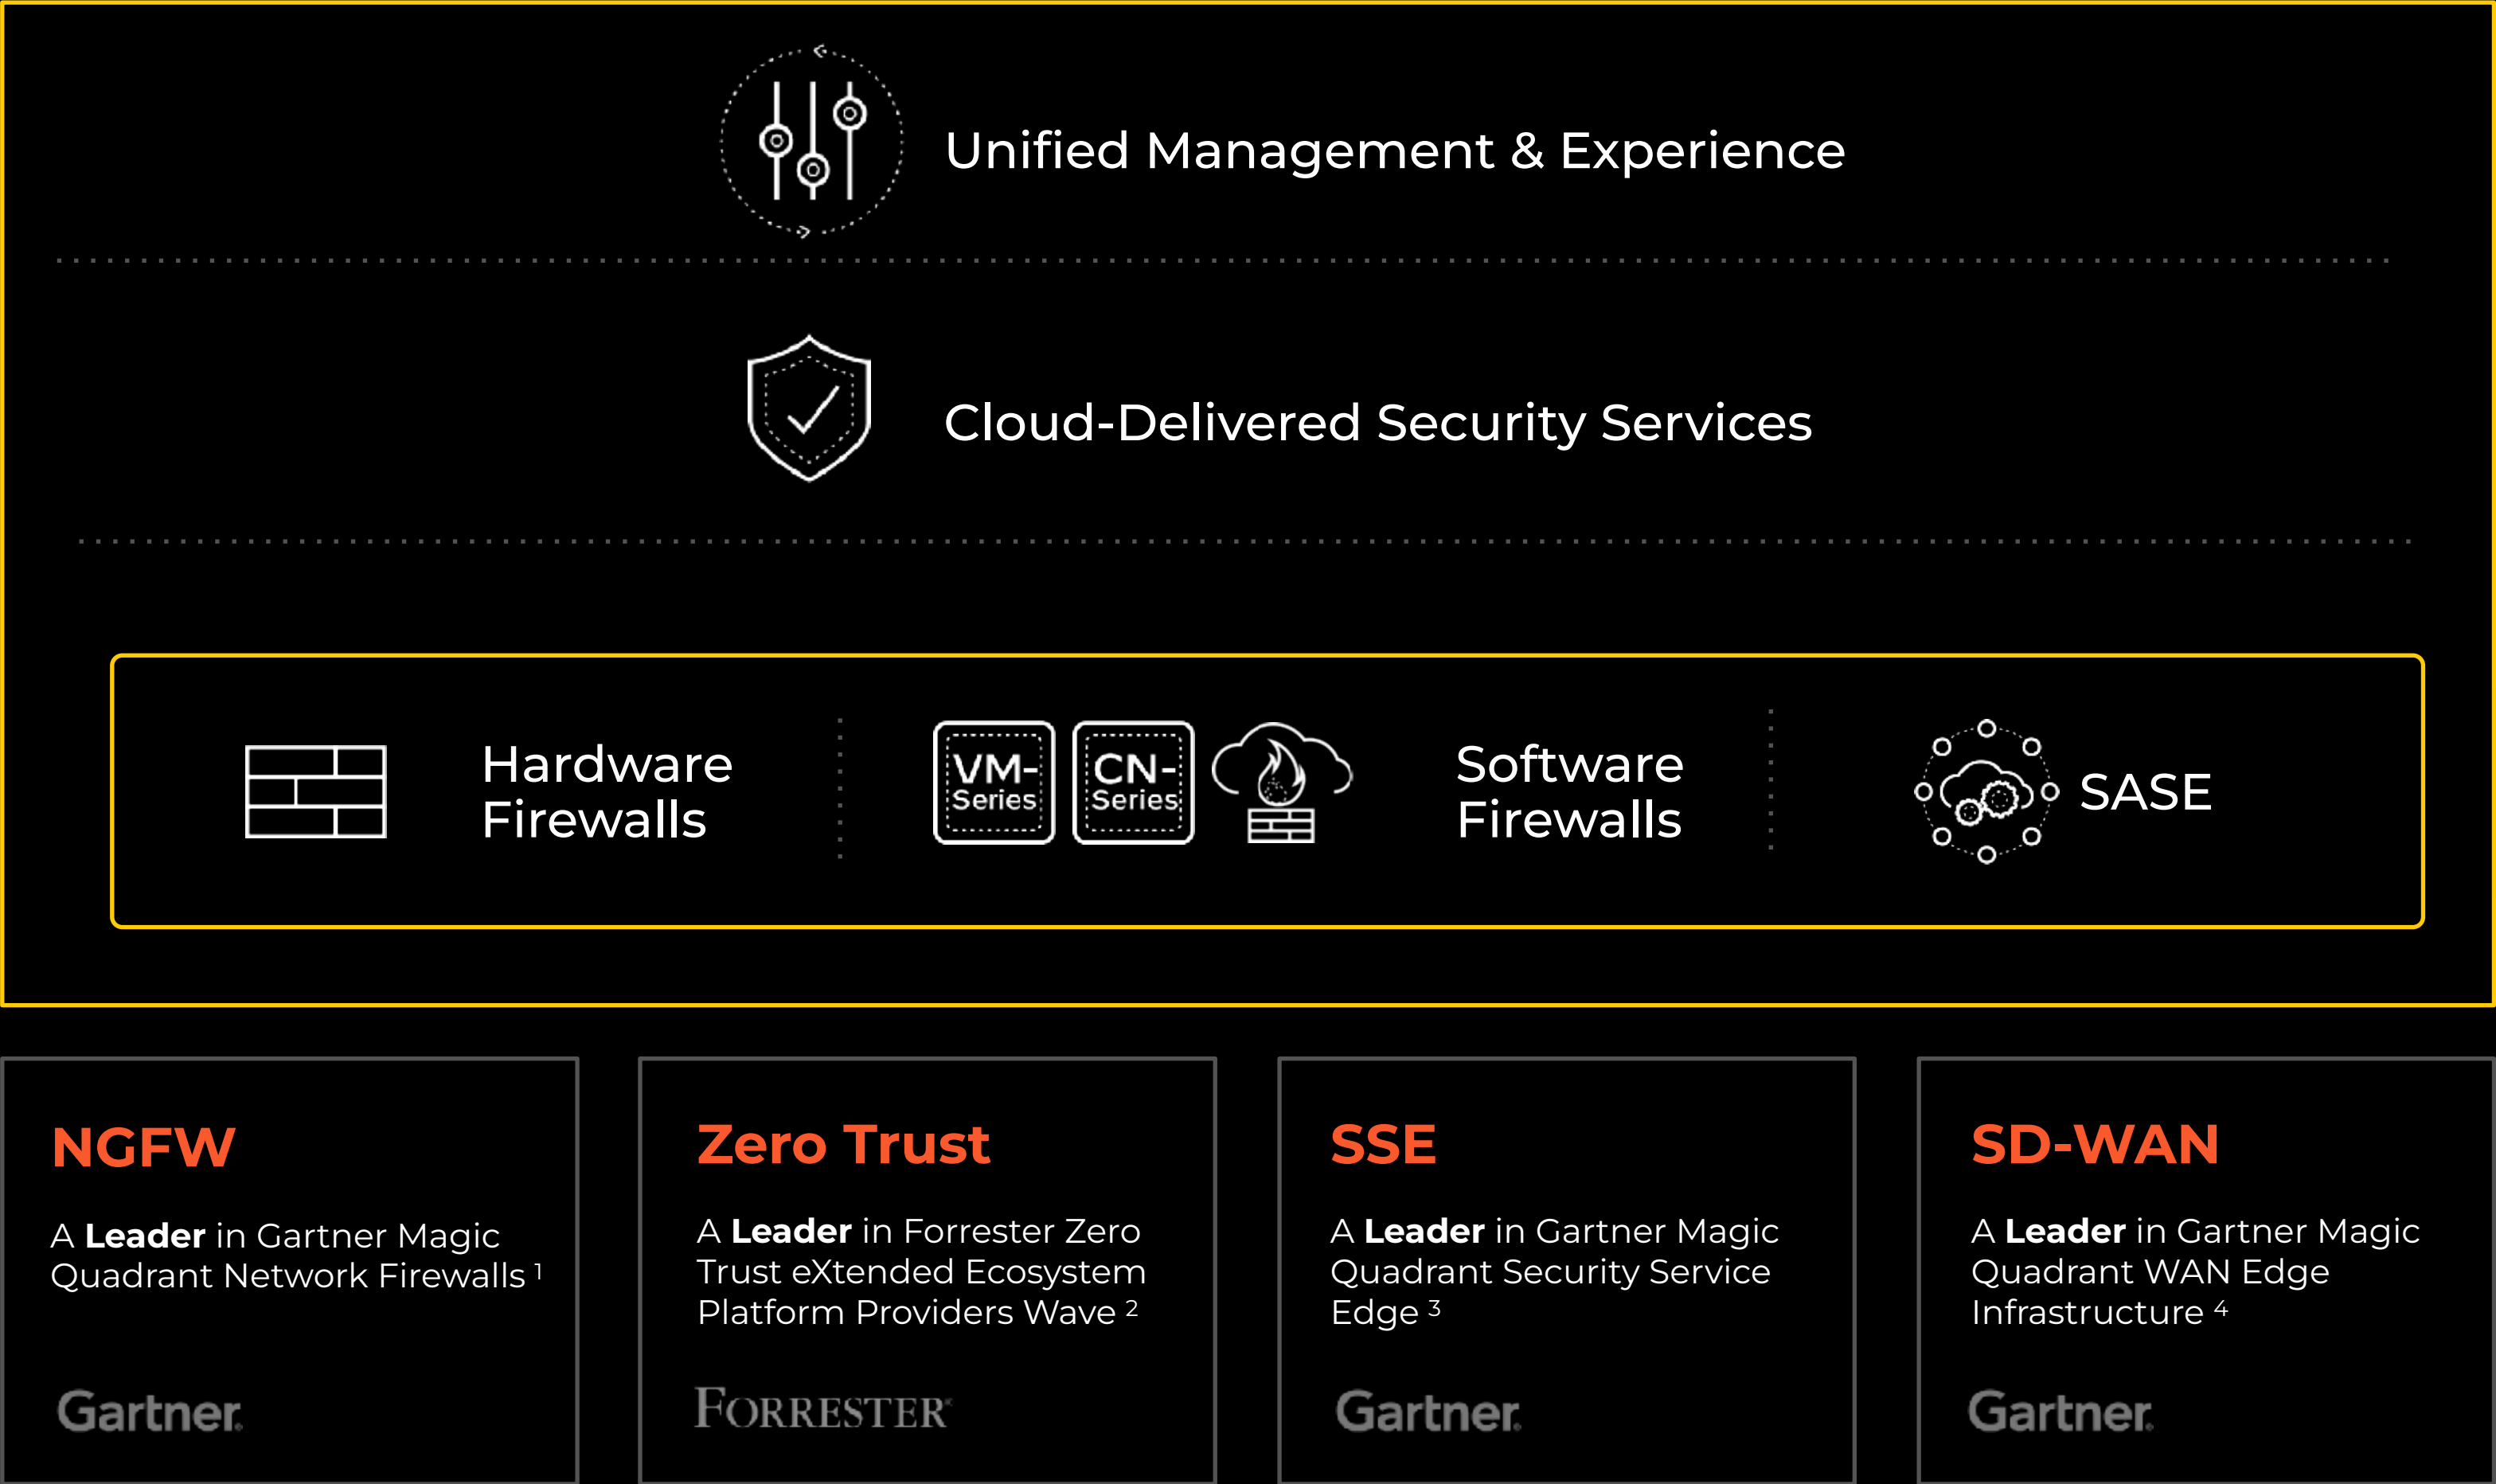 Unified Management & Experience
Cloud-Delivered Security Services
Hardware
Firewalls
VM-
Series
CN-
Series
Software
Firewalls
SASE
NGFW
A Leader in Gartner Magic
Quadrant Network Firewalls 1
Gartner.
Zero Trust
A Leader in Forrester Zero
Trust eXtended Ecosystem
Platform Providers Wave 2
FORRESTER
SSE
A Leader in Gartner Magic
Quadrant Security Service
Edge 3
Gartner.
SD-WAN
A Leader in Gartner Magic
Quadrant WAN Edge
Infrastructure 4
Gartner.